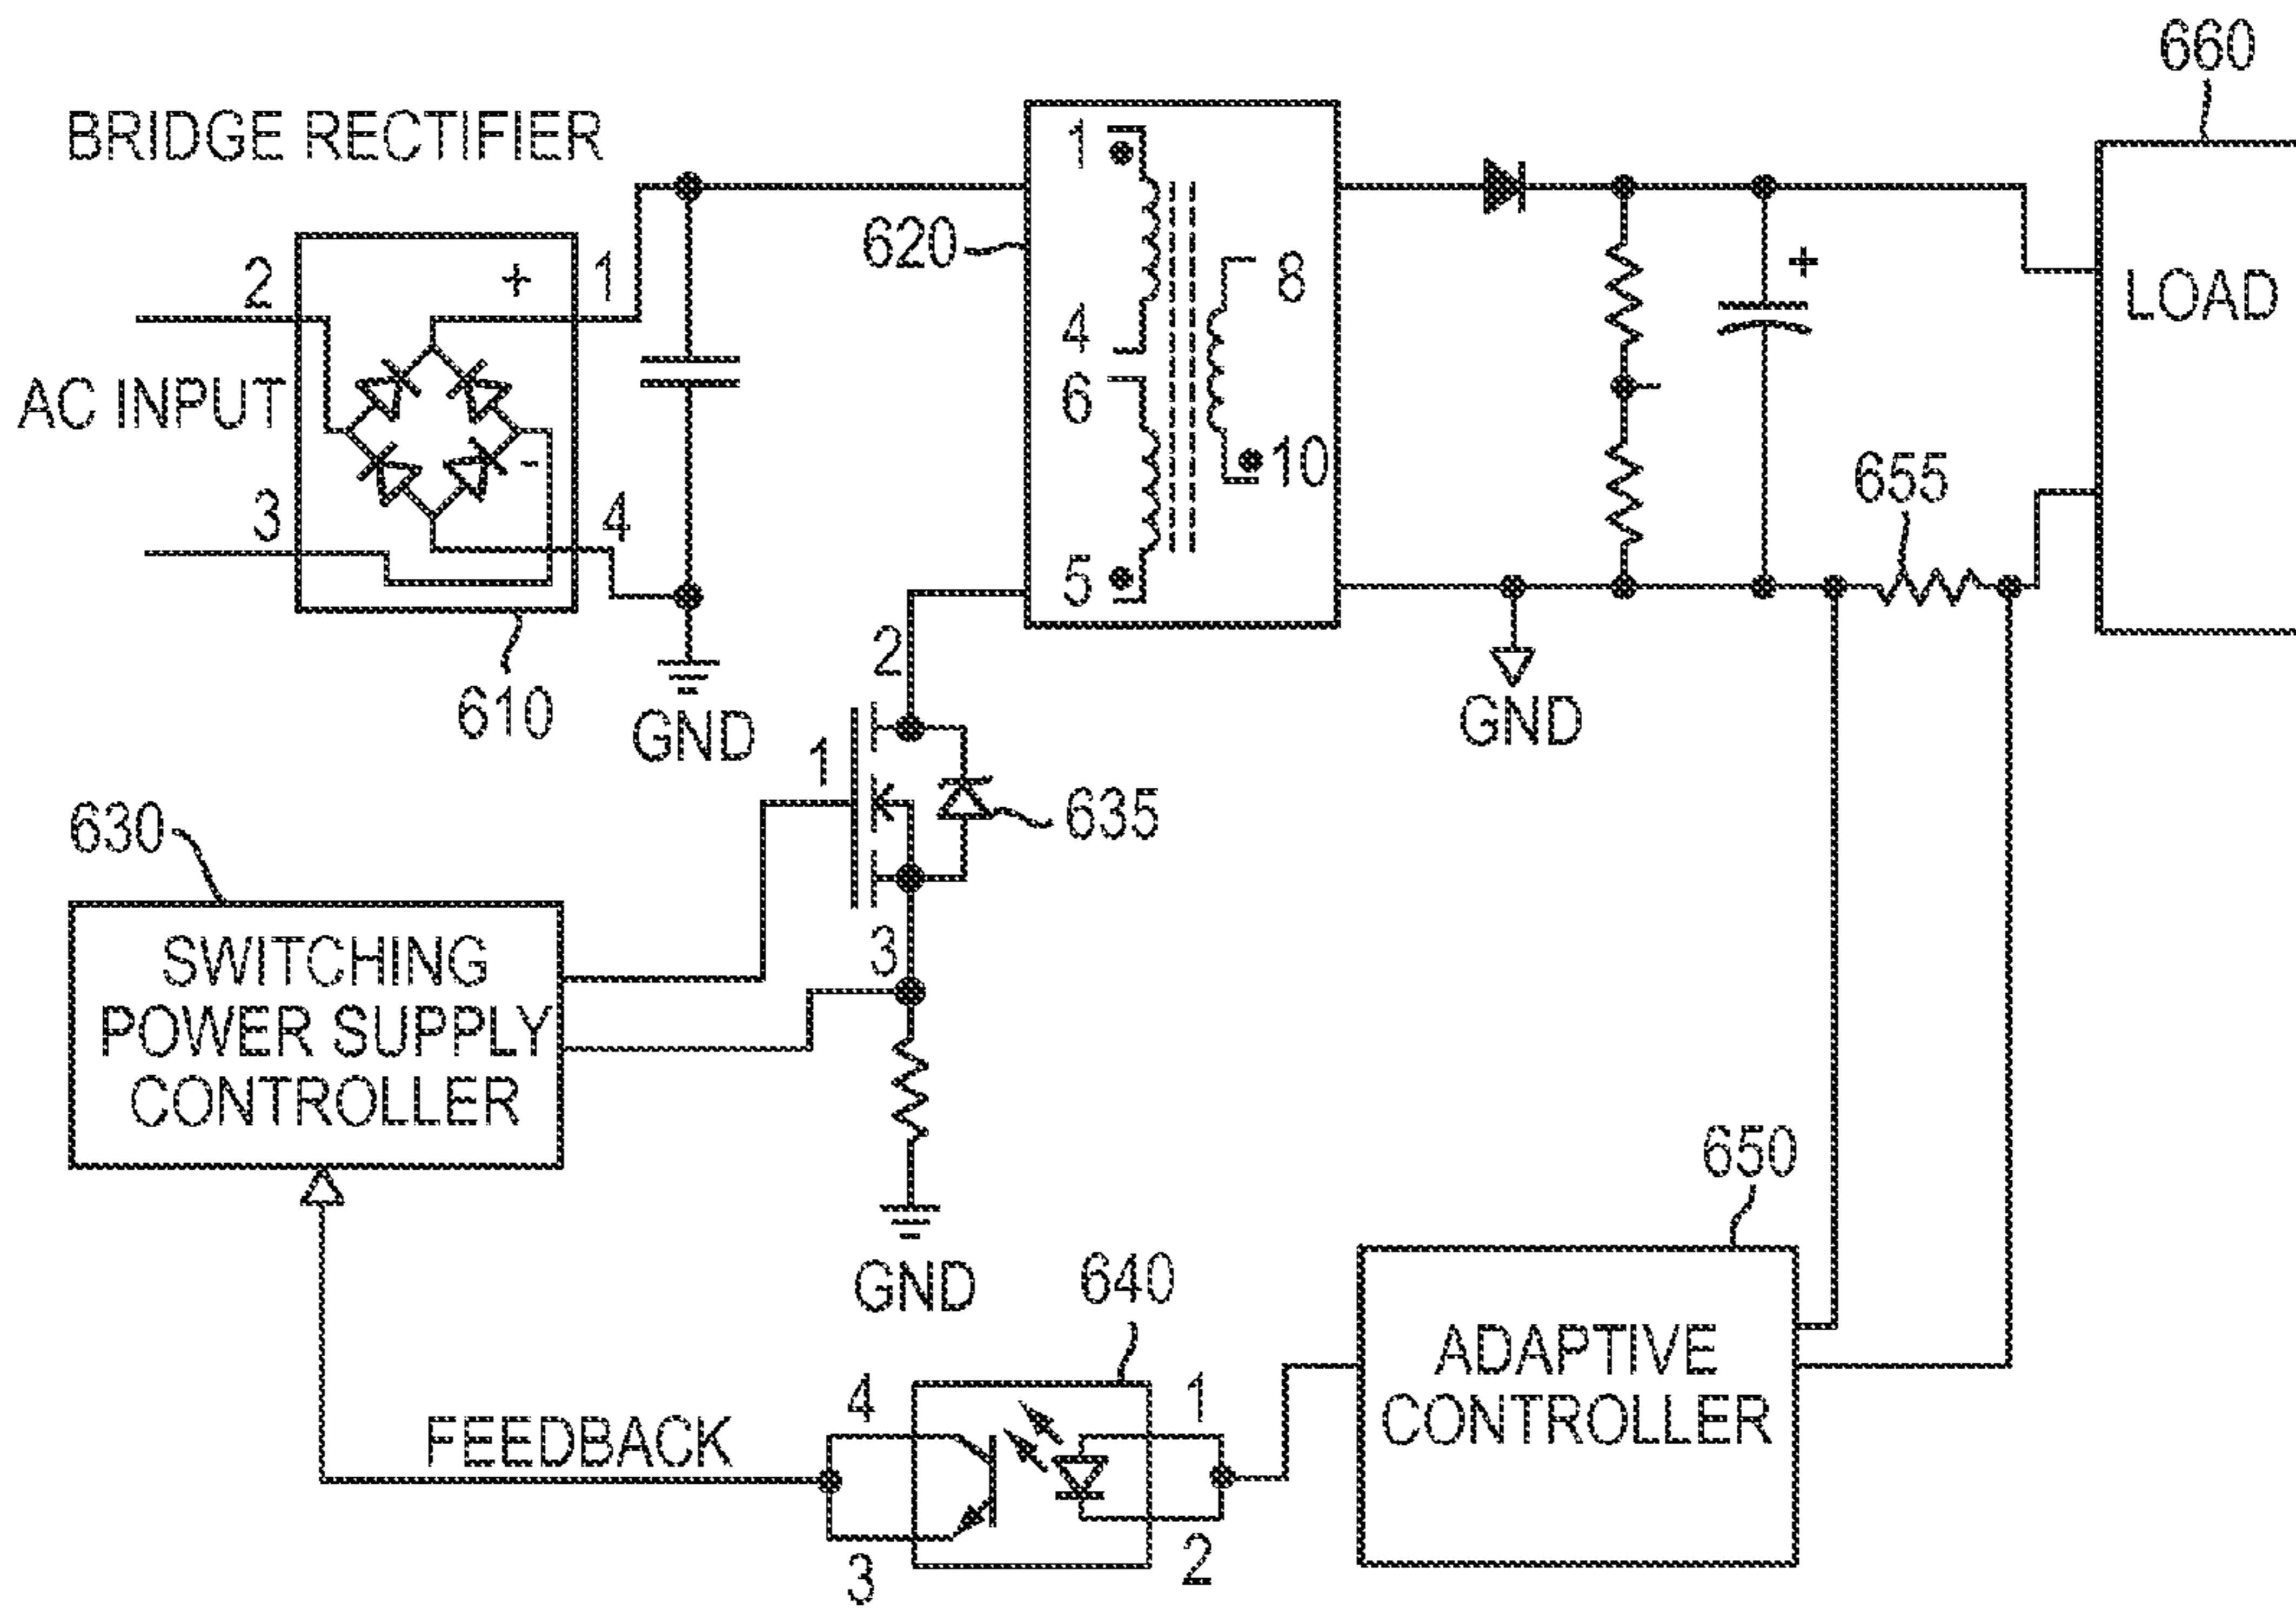 660
BRIDGE RECTIFIER
1
620
2
+
1
8
+
LOAD
4
AC INPUT
6
10
655
3
-
4
5
2
610
GND
GND
1
630
635
SWITCHING
POWER SUPPLY
CONTROLLER
3
650
GND
640
ADAPTIVE
CONTROLLER
4
1
FEEDBACK
3
2